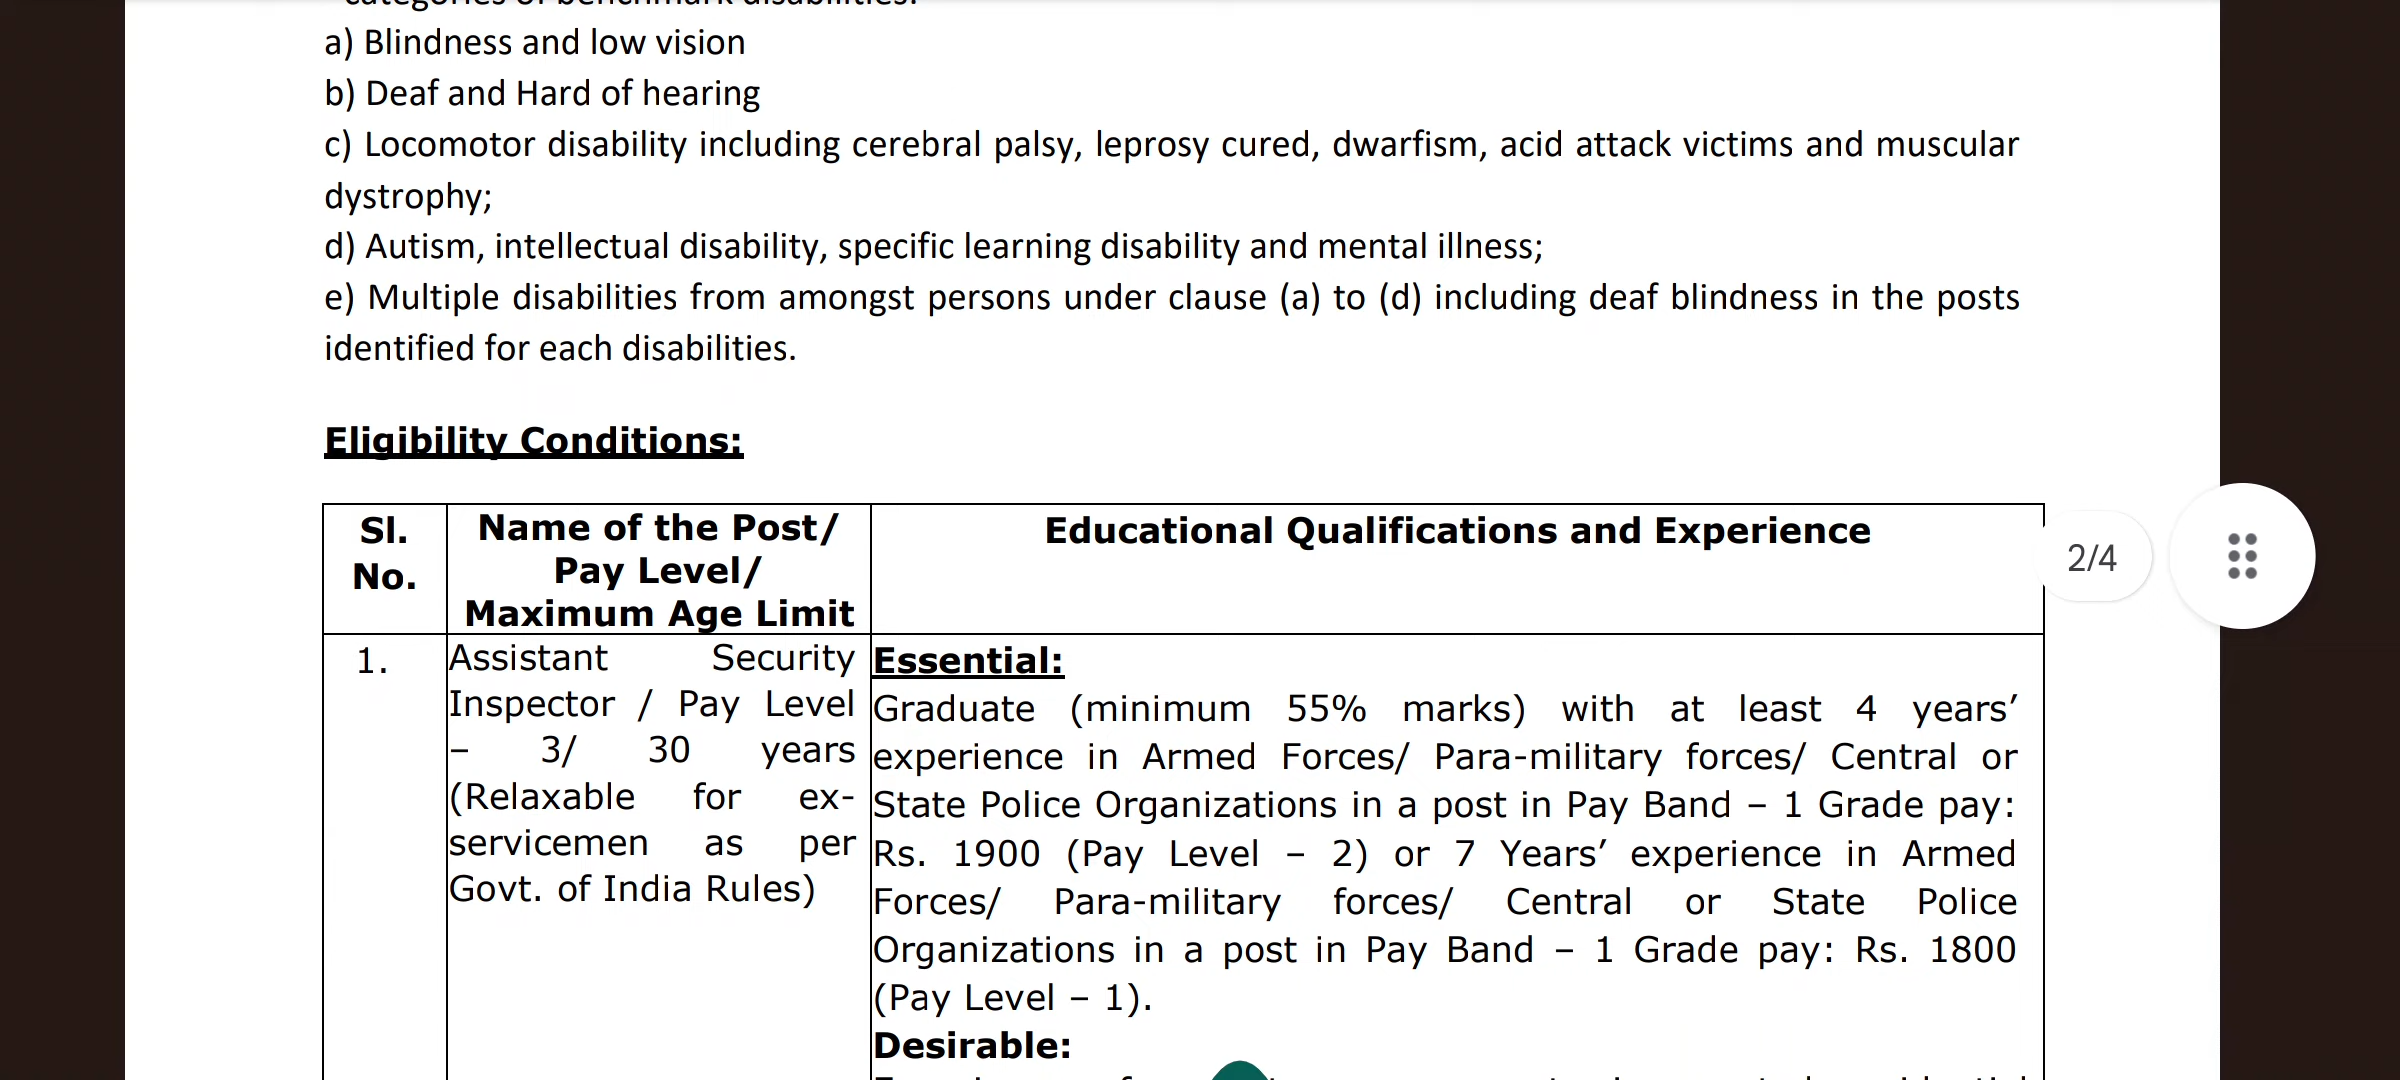 categories of benchmark disabilities.
a) Blindness and low vision
b) Deaf and Hard of hearing
c) Locomotor disability including cerebral palsy, leprosy cured, dwarfism, acid attack victims and muscular
dystrophy;
d) Autism, intellectual disability, specific learning disability and mental illness;
e) Multiple disabilities from amongst persons under clause (a) to (d) including deaf blindness in the posts
identified for each disabilities.
Eligibility Conditions:
Sl.
No.
Name of the Post/
Pay Level/
Maximum Age Limit
Educational Qualifications and Experience
2/4
1.
Assistant Security
Inspector / Pay Level
– 3/ 30 years
(Relaxable for ex-
servicemen as per
Govt. of India Rules)
Essential:
Graduate (minimum 55% marks) with at least 4 years’
experience in Armed Forces/ Para-military forces/ Central or
State Police Organizations in a post in Pay Band – 1 Grade pay:
Rs. 1900 (Pay Level – 2) or 7 Years’ experience in Armed
Forces/ Para-military forces/ Central or State Police
Organizations in a post in Pay Band – 1 Grade pay: Rs. 1800
(Pay Level – 1).
Desirable: